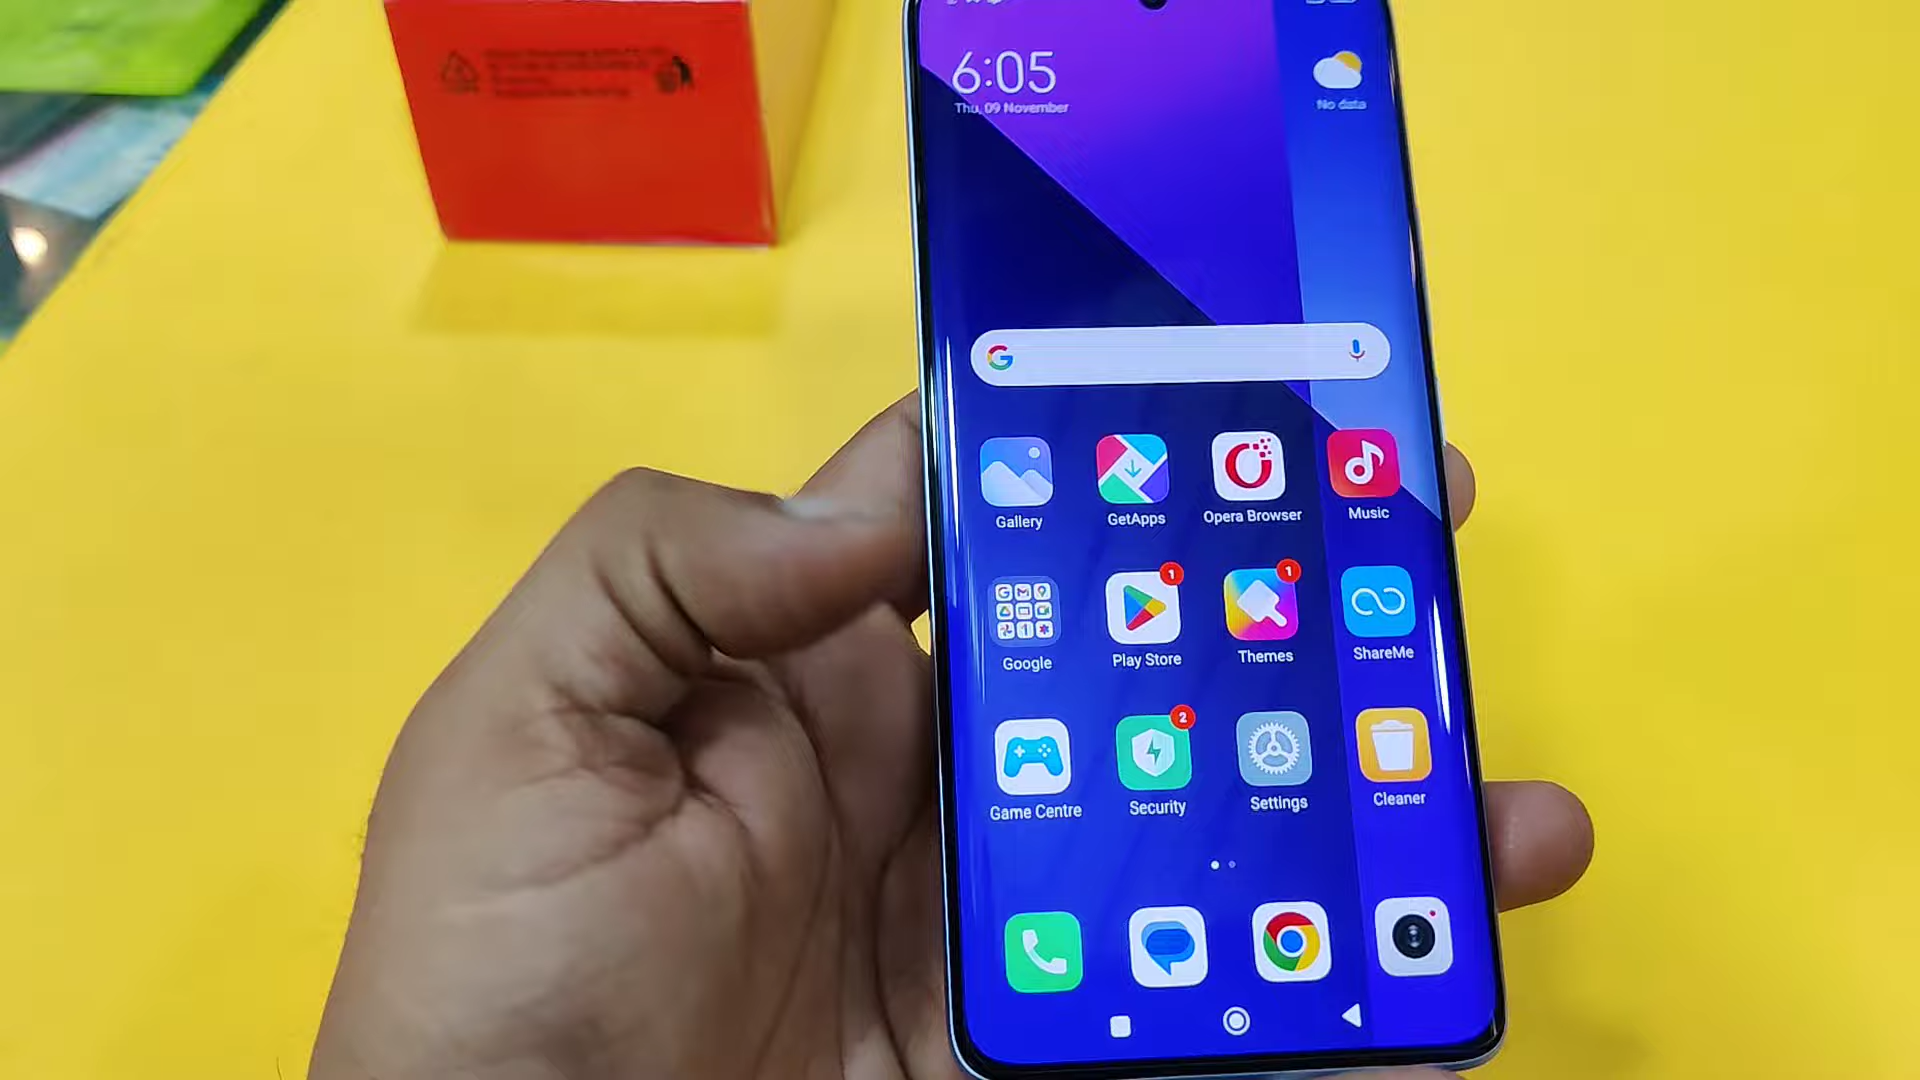 6:05
Thu, 09 November
No data
Gallery
GetApps
Opera Browser
Music
1
1
Google
Play Store
Themes
ShareMe
2
Game Centre
Security
Settings
Cleaner